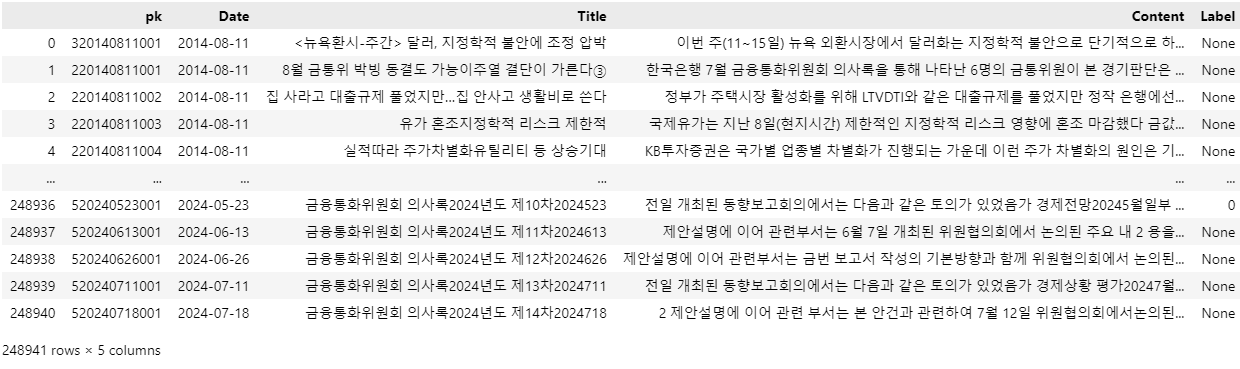 pk Date Title Content Label
0 320140811001 2014-08-11 <뉴욕환시-주간> 달러, 지정학적 불안에 조정 압박 이번 주(11~15일) 뉴욕 외환시장에서 달러화는 지정학적 불안으로 단기적으로 하... None
1 220140811001 2014-08-11 8월 금통위 박빙 동결도 가능이주열 결단이 가른다③ 한국은행 7월 금융통화위원회 의사록을 통해 나타난 6명의 금통위원이 본 경기판단은 ... None
2 220140811002 2014-08-11 집 사라고 대출규제 풀었지만...집 안사고 생활비로 쓴다 정부가 주택시장 활성화를 위해 LTVDTI와 같은 대출규제를 풀었지만 정작 은행에선... None
3 220140811003 2014-08-11 유가 혼조지정학적 리스크 제한적 국제유가는 지난 8일(현지시간) 제한적인 지정학적 리스크 영향에 혼조 마감했다 금값... None
4 220140811004 2014-08-11 실적따라 주가차별화유틸리티 등 상승기대 KB투자증권은 국가별 업종별 차별화가 진행되는 가운데 이런 주가 차별화의 원인은 기... None
... ... ... ... ... ...
248936 520240523001 2024-05-23 금융통화위원회 의사록2024년도 제10차2024523 전일 개최된 동향보고회의에서는 다음과 같은 토의가 있었음가 경제전망20245월일부 ... 0
248937 520240613001 2024-06-13 금융통화위원회 의사록2024년도 제11차2024613 제안설명에 이어 관련부서는 6월 7일 개최된 위원협의회에서 논의된 주요 내 2 용을... None
248938 520240626001 2024-06-26 금융통화위원회 의사록2024년도 제12차2024626 제안설명에 이어 관련부서는 금번 보고서 작성의 기본방향과 함께 위원협의회에서 논의된... None
248939 520240711001 2024-07-11 금융통화위원회 의사록2024년도 제13차2024711 전일 개최된 동향보고회의에서는 다음과 같은 토의가 있었음가 경제상황 평가20247월... None
248940 520240718001 2024-07-18 금융통화위원회 의사록2024년도 제14차2024718 2 제안설명에 이어 관련 부서는 본 안건과 관련하여 7월 12일 위원협의회에서논의된... None
248941 rows × 5 columns